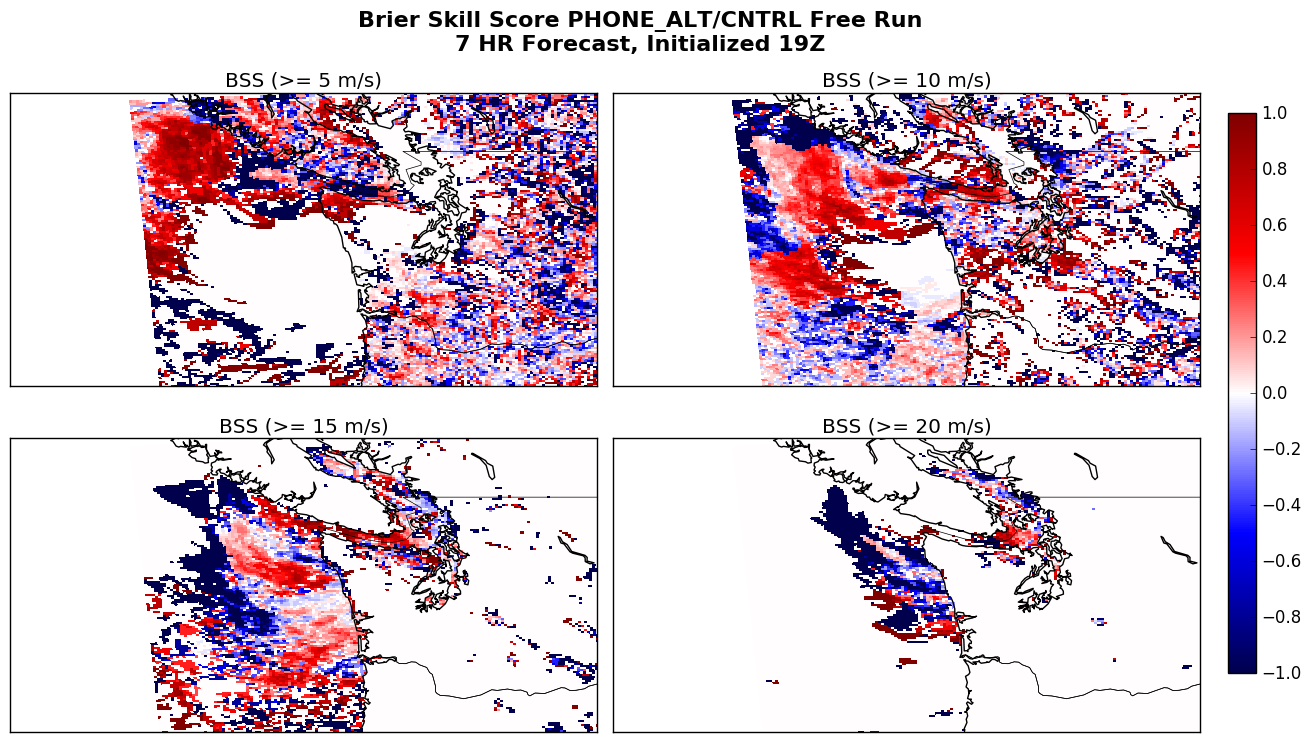 Brier Skill Score PHONE_ALT/CNTRL Free Run
7 HR Forecast, Initialized 19Z
BSS (>= 5 m/s)
BSS (>= 10 m/s)
BSS (>= 15 m/s)
BSS (>= 20 m/s)
1.0
0.8
0.6
0.4
0.2
0.0
−0.2
−0.4
−0.6
−0.8
−1.0